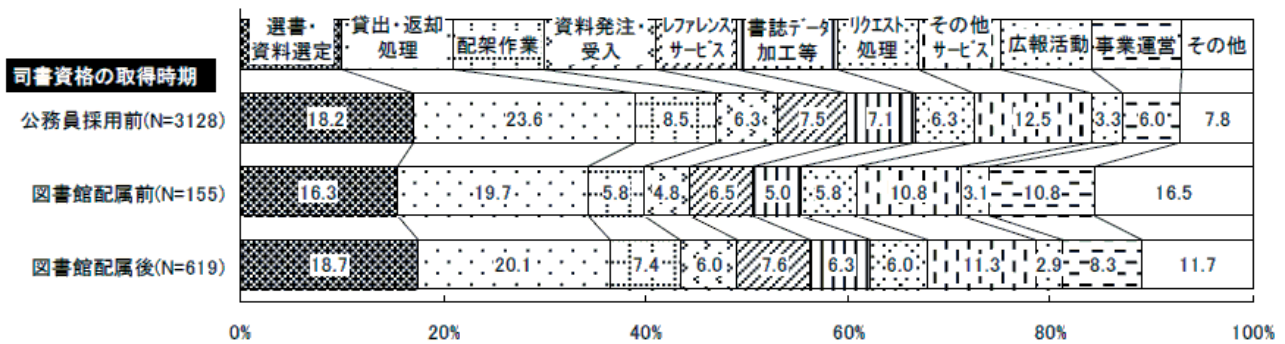 選書・資料選定
貸出・返却処理
配架作業
資料発注・受入
レファレンスサービス
書誌データ加工等
リクエスト処理
その他サービス
広報活動
事業運営
その他
司書資格の取得時期
公務員採用前(N=3128) 18.2 23.6 8.5 6.3 7.5 7.1 6.3 12.5 3.3 6.0 7.8
図書館配属前(N=155) 16.3 19.7 5.8 4.8 6.5 5.0 5.8 10.8 3.1 10.8 16.5
図書館配属後(N=619) 18.7 20.1 7.4 6.0 7.6 6.3 6.0 11.3 2.9 8.3 11.7
0% 20% 40% 60% 80% 100%